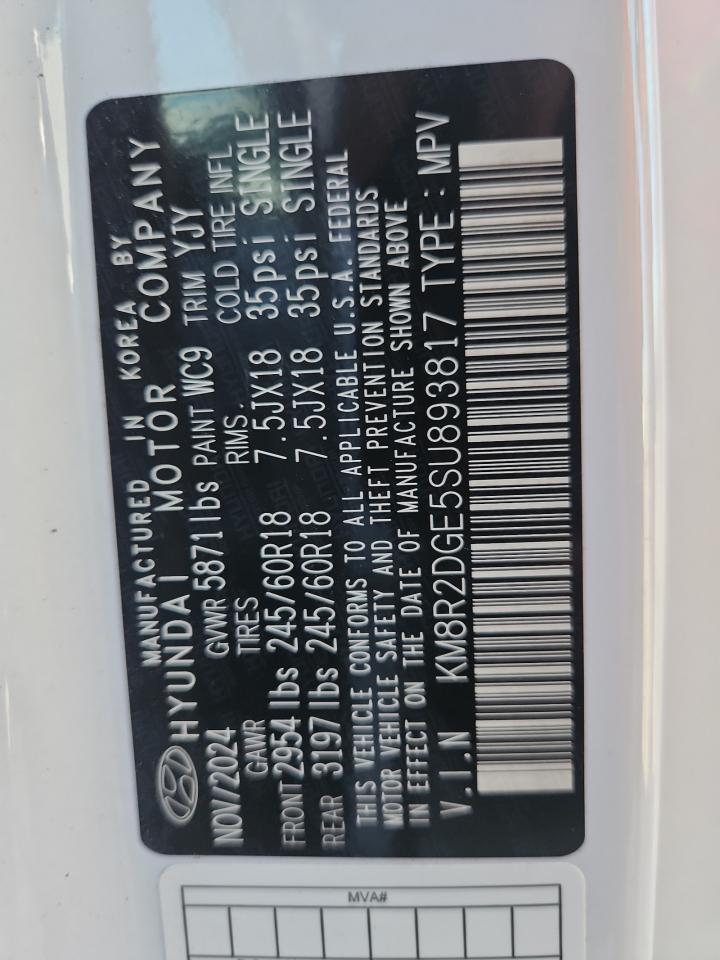 MANUFACTURED IN KOREA BY
HYUNDAI MOTOR COMPANY
NOV/2024 GVWR 5871lbs PAINT WC9 TRIM YJY
GAWR TIRES RIMS. COLD TIRE INFL
FRONT 2954 lbs 245/60R18 7.5JX18 35psi SINGLE
REAR 3197 lbs 245/60R18 7.5JX18 35psi SINGLE
THIS VEHICLE CONFORMS TO ALL APPLICABLE U.S.A. FEDERAL
MOTOR VEHICLE SAFETY AND THEFT PREVENTION STANDARDS
IN EFFECT ON THE DATE OF MANUFACTURE SHOWN ABOVE
V.I.N KM8R2DGE5SU893817 TYPE : MPV
MVA#